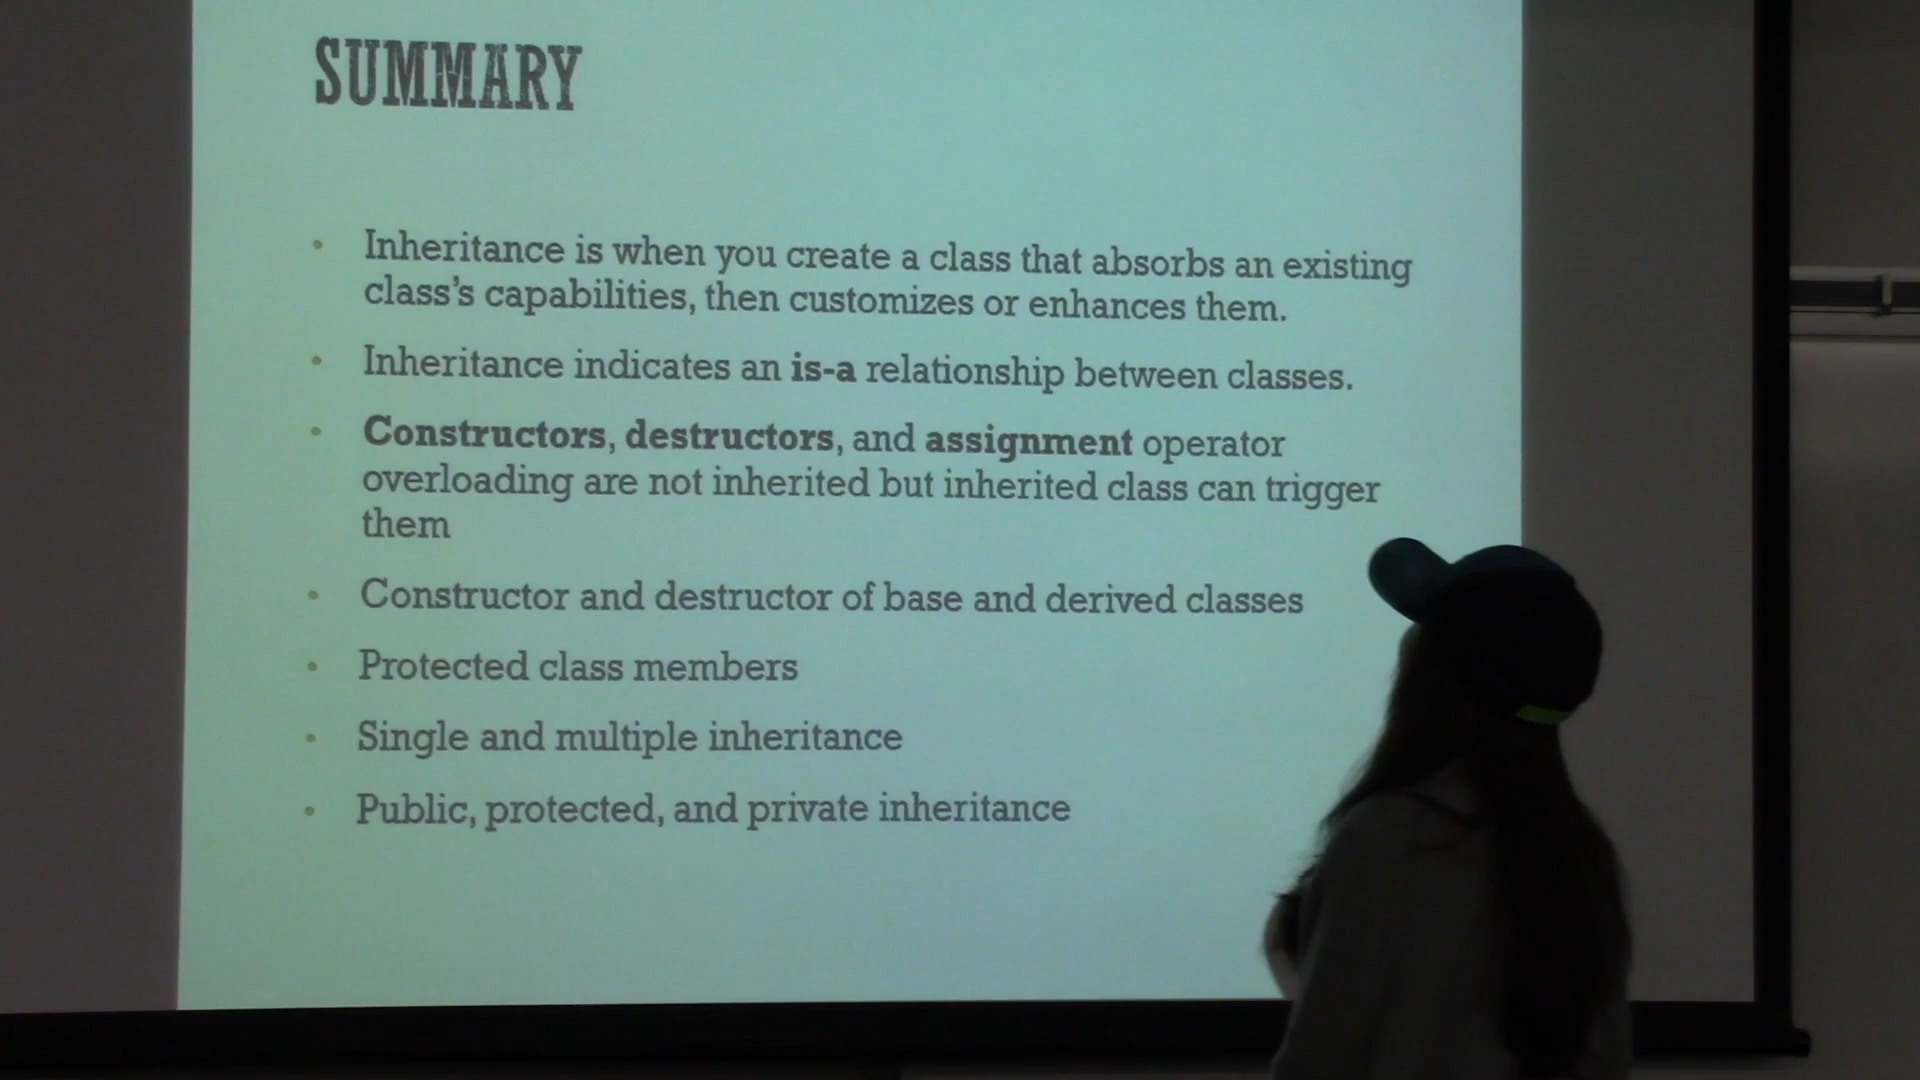 SUMMARY
• Inheritance is when you create a class that absorbs an existing
class's capabilities, then customizes or enhances them.
• Inheritance indicates an is-a relationship between classes.
• Constructors, destructors, and assignment operator
overloading are not inherited but inherited class can trigger
them
• Constructor and destructor of base and derived classes
• Protected class members
• Single and multiple inheritance
• Public, protected, and private inheritance